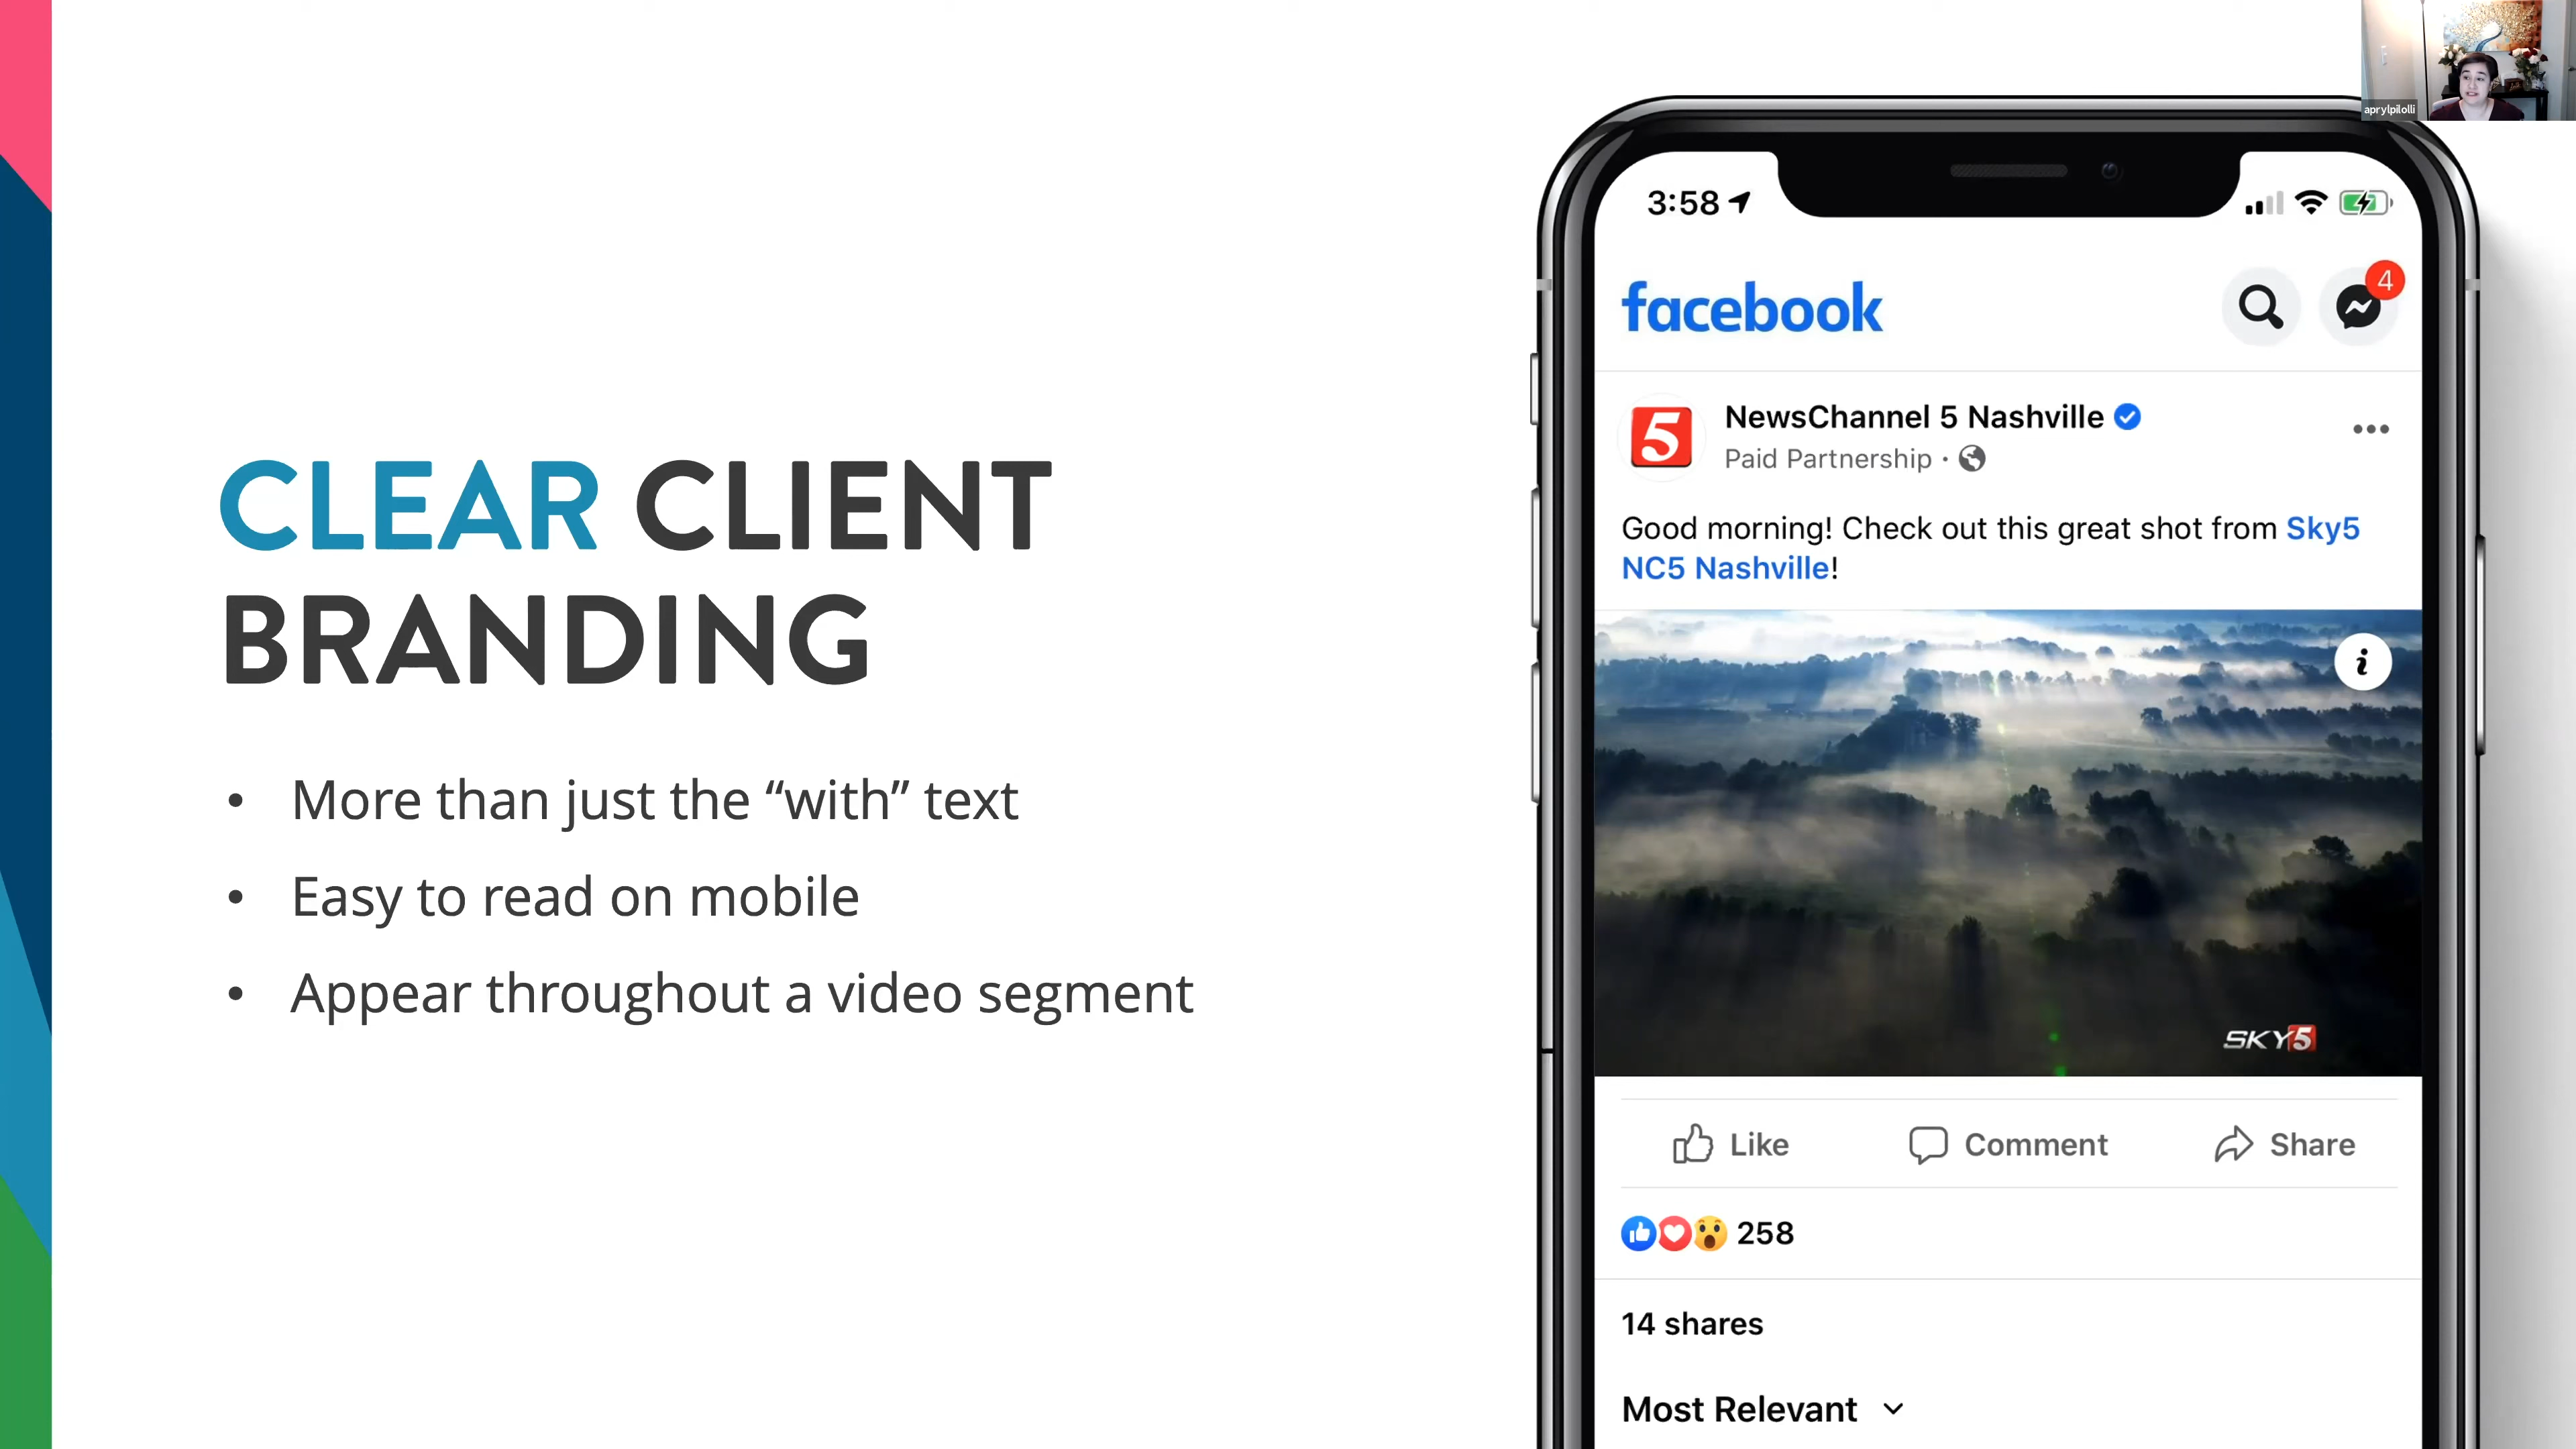 CLEAR CLIENT
BRANDING
• More than just the “with” text
• Easy to read on mobile
• Appear throughout a video segment
aprylpilolli
3:58
facebook
4
5
NewsChannel 5 Nashville
Paid Partnership ·
Good morning! Check out this great shot from Sky5
NC5 Nashville!
i
SKY5
Like Comment Share
258
14 shares
Most Relevant